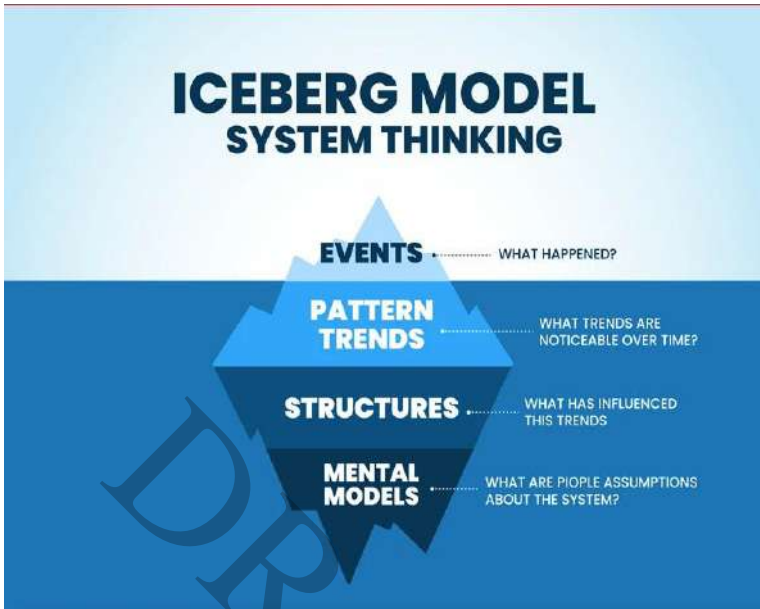 ICEBERG MODEL
SYSTEM THINKING
EVENTS
WHAT HAPPENED?
PATTERN
TRENDS
WHAT TRENDS ARE
NOTICEABLE OVER TIME?
STRUCTURES
WHAT HAS INFLUENCED
THIS TRENDS
MENTAL
MODELS
WHAT ARE PIOPLE ASSUMPTIONS
ABOUT THE SYSTEM?
DR